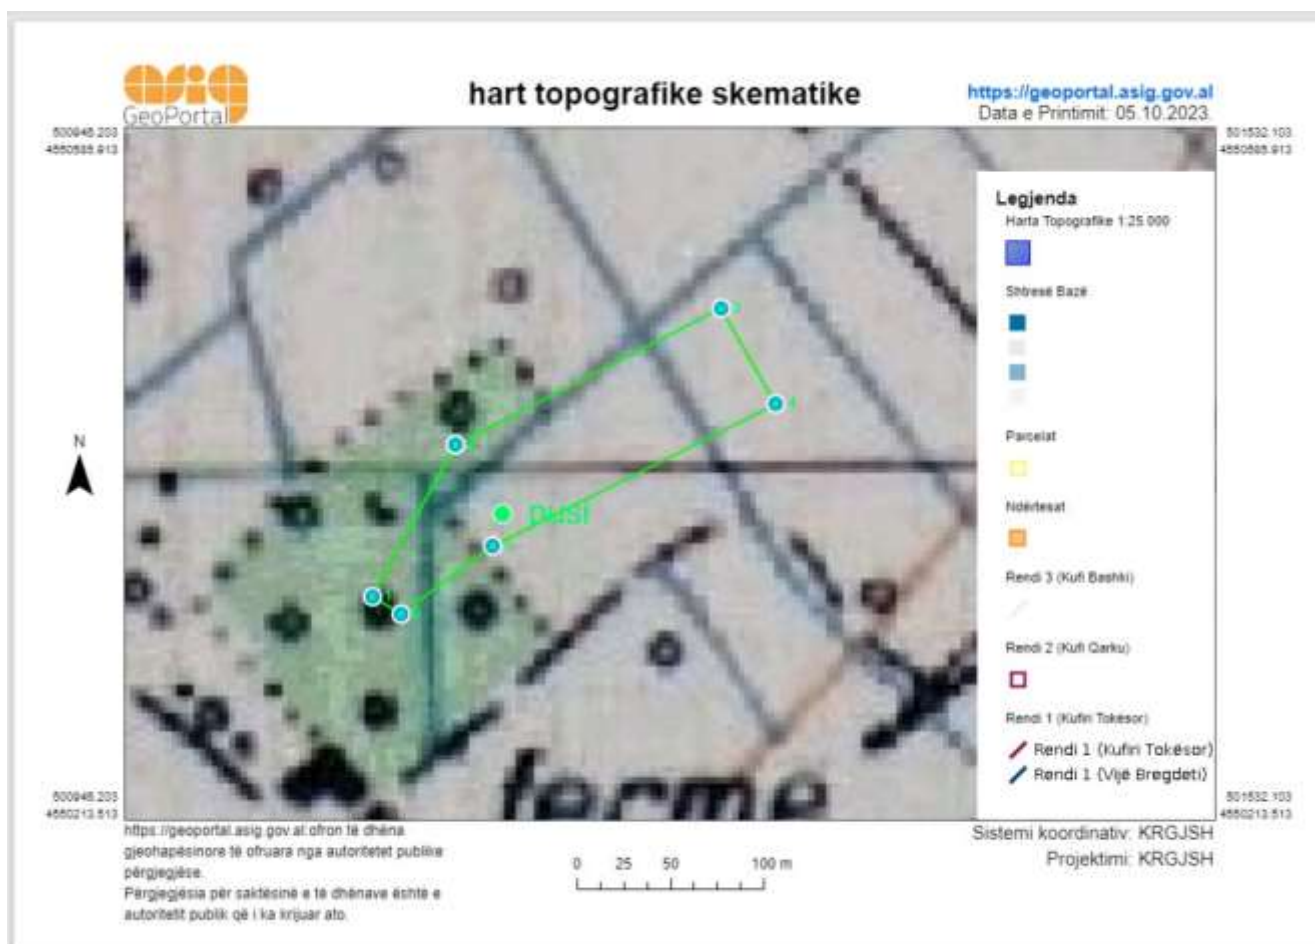 asig
GeoPortal
hart topografike skematike
https://geoportal.asig.gov.al
Data e Printimit: 05.10.2023.
4550585.913
501532.103
4550585.913
Legjenda
Harta Topografike 1:25 000
Shtresë Bazë
Parcelat
Ndërtesat
Rendi 3 (Kufi Bashki)
Rendi 2 (Kufi Qarku)
Rendi 1 (Kufiri Tokësor)
Rendi 1 (Kufiri Tokësor)
Rendi 1 (Vijë Bregdeti)
N
DUSI
ferme
4550213.513
501532.103
4550213.513
https://geoportal.asig.gov.al ofron të dhëna
gjeohapësinore të ofruara nga autoritetet publike
përgjegjëse.
Përgjegjësia për saktësinë e të dhënave është e
autoritetit publik që i ka krijuar ato.
0 25 50 100 m
Sistemi koordinativ: KRGJSH
Projektimi: KRGJSH